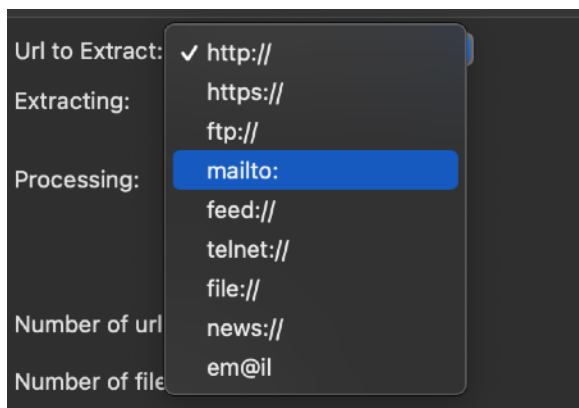 Url to Extract: ✓ http://
https://
Extracting:
ftp://
mailto:
Processing:
feed://
telnet://
file://
Number of url
news://
em@il
Number of file